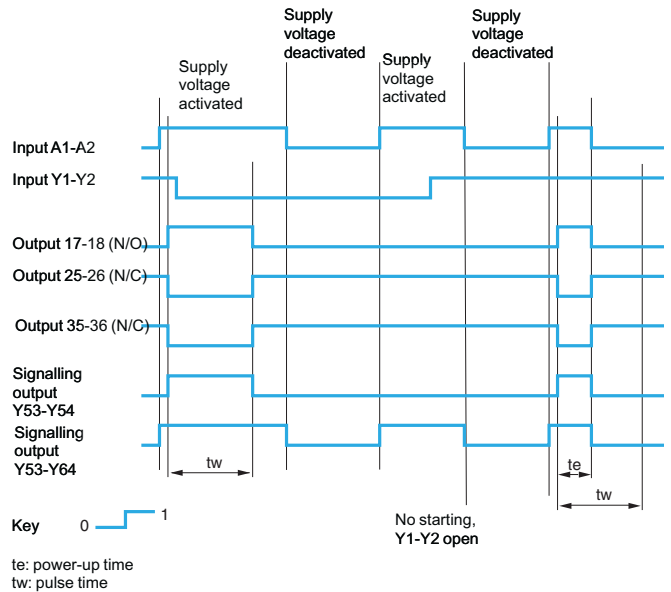 Supply
voltage
deactivated
Supply
voltage
deactivated
Supply
voltage
activated
Supply
voltage
activated
Input A1-A2
Input Y1-Y2
Output 17-18 (N/O)
Output 25-26 (N/C)
Output 35-36 (N/C)
Signalling
output
Y53-Y54
Signalling
output
Y53-Y64
tw
te
tw
No starting,
Y1-Y2 open
Key 0 1
te: power-up time
tw: pulse time